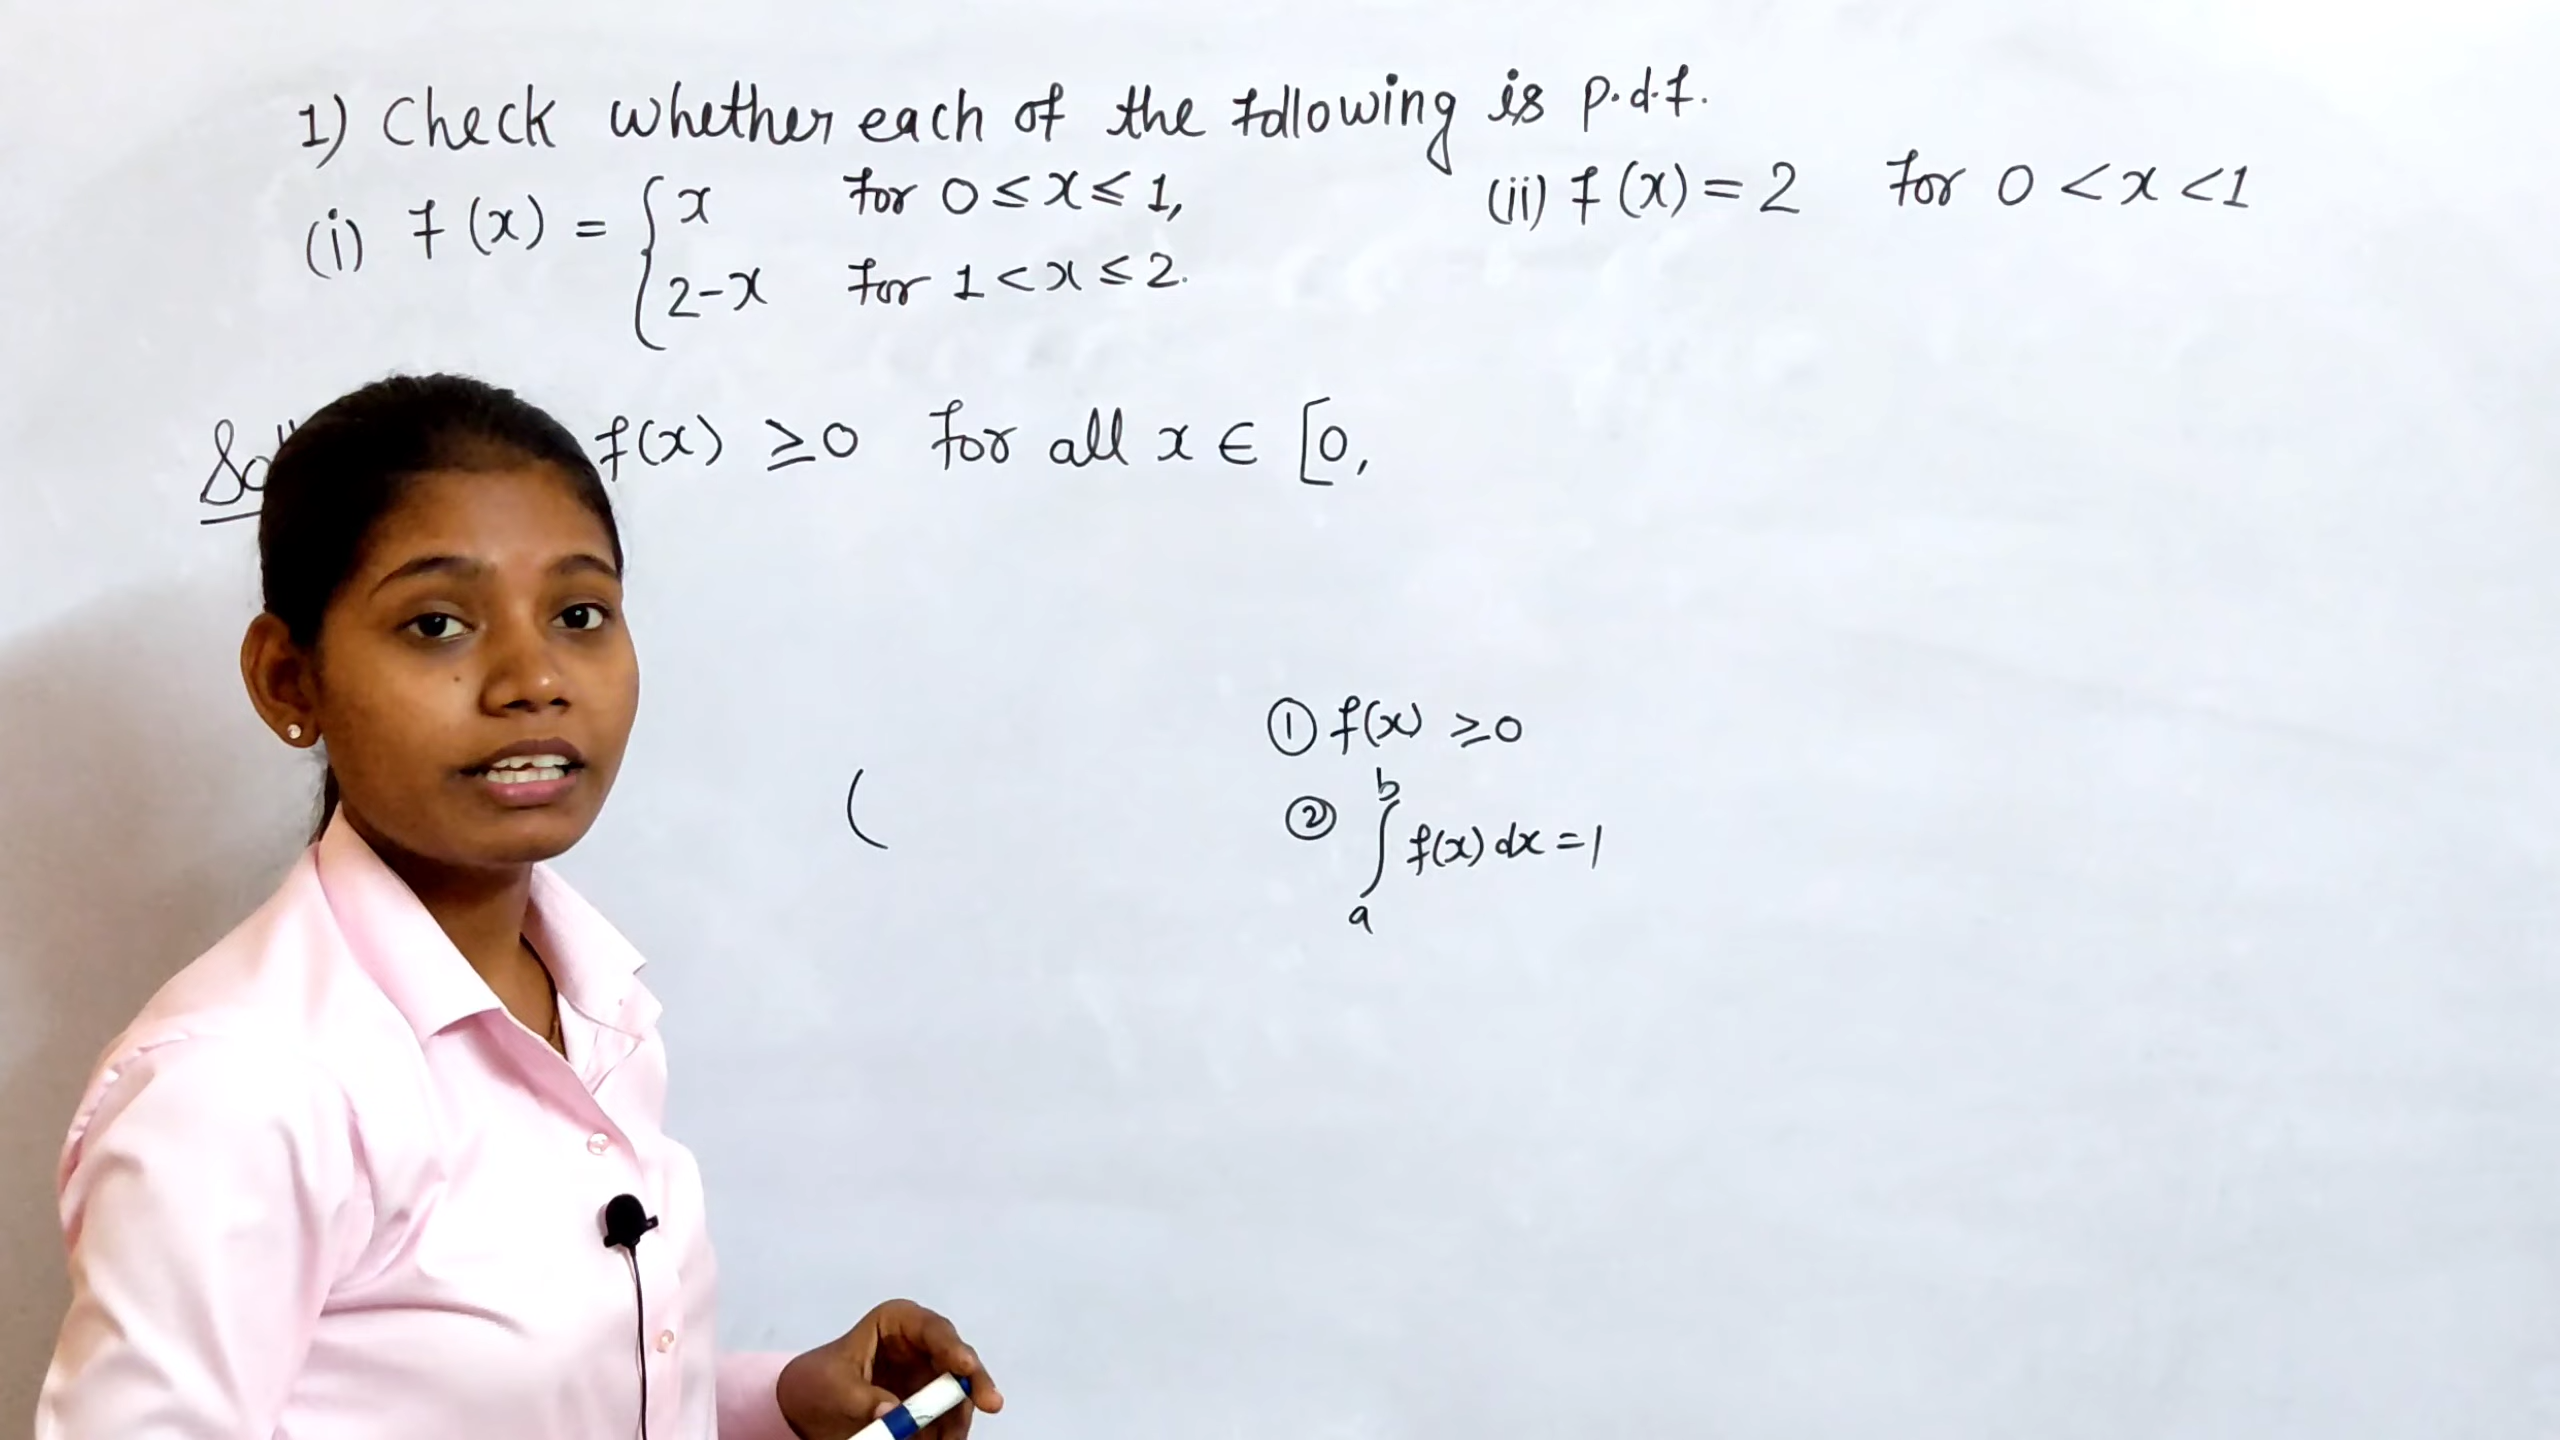 1) Check whether each of the following is p.d.f.
(i) f(x) = { x for 0 ≤ x ≤ 1,
2-x for 1 < x ≤ 2.
(ii) f(x) = 2 for 0 < x < 1
f(x) ≥ 0 for all x ∈ [0,
① f(x) ≥ 0
(
② ∫ₐᵇ f(x) dx = 1